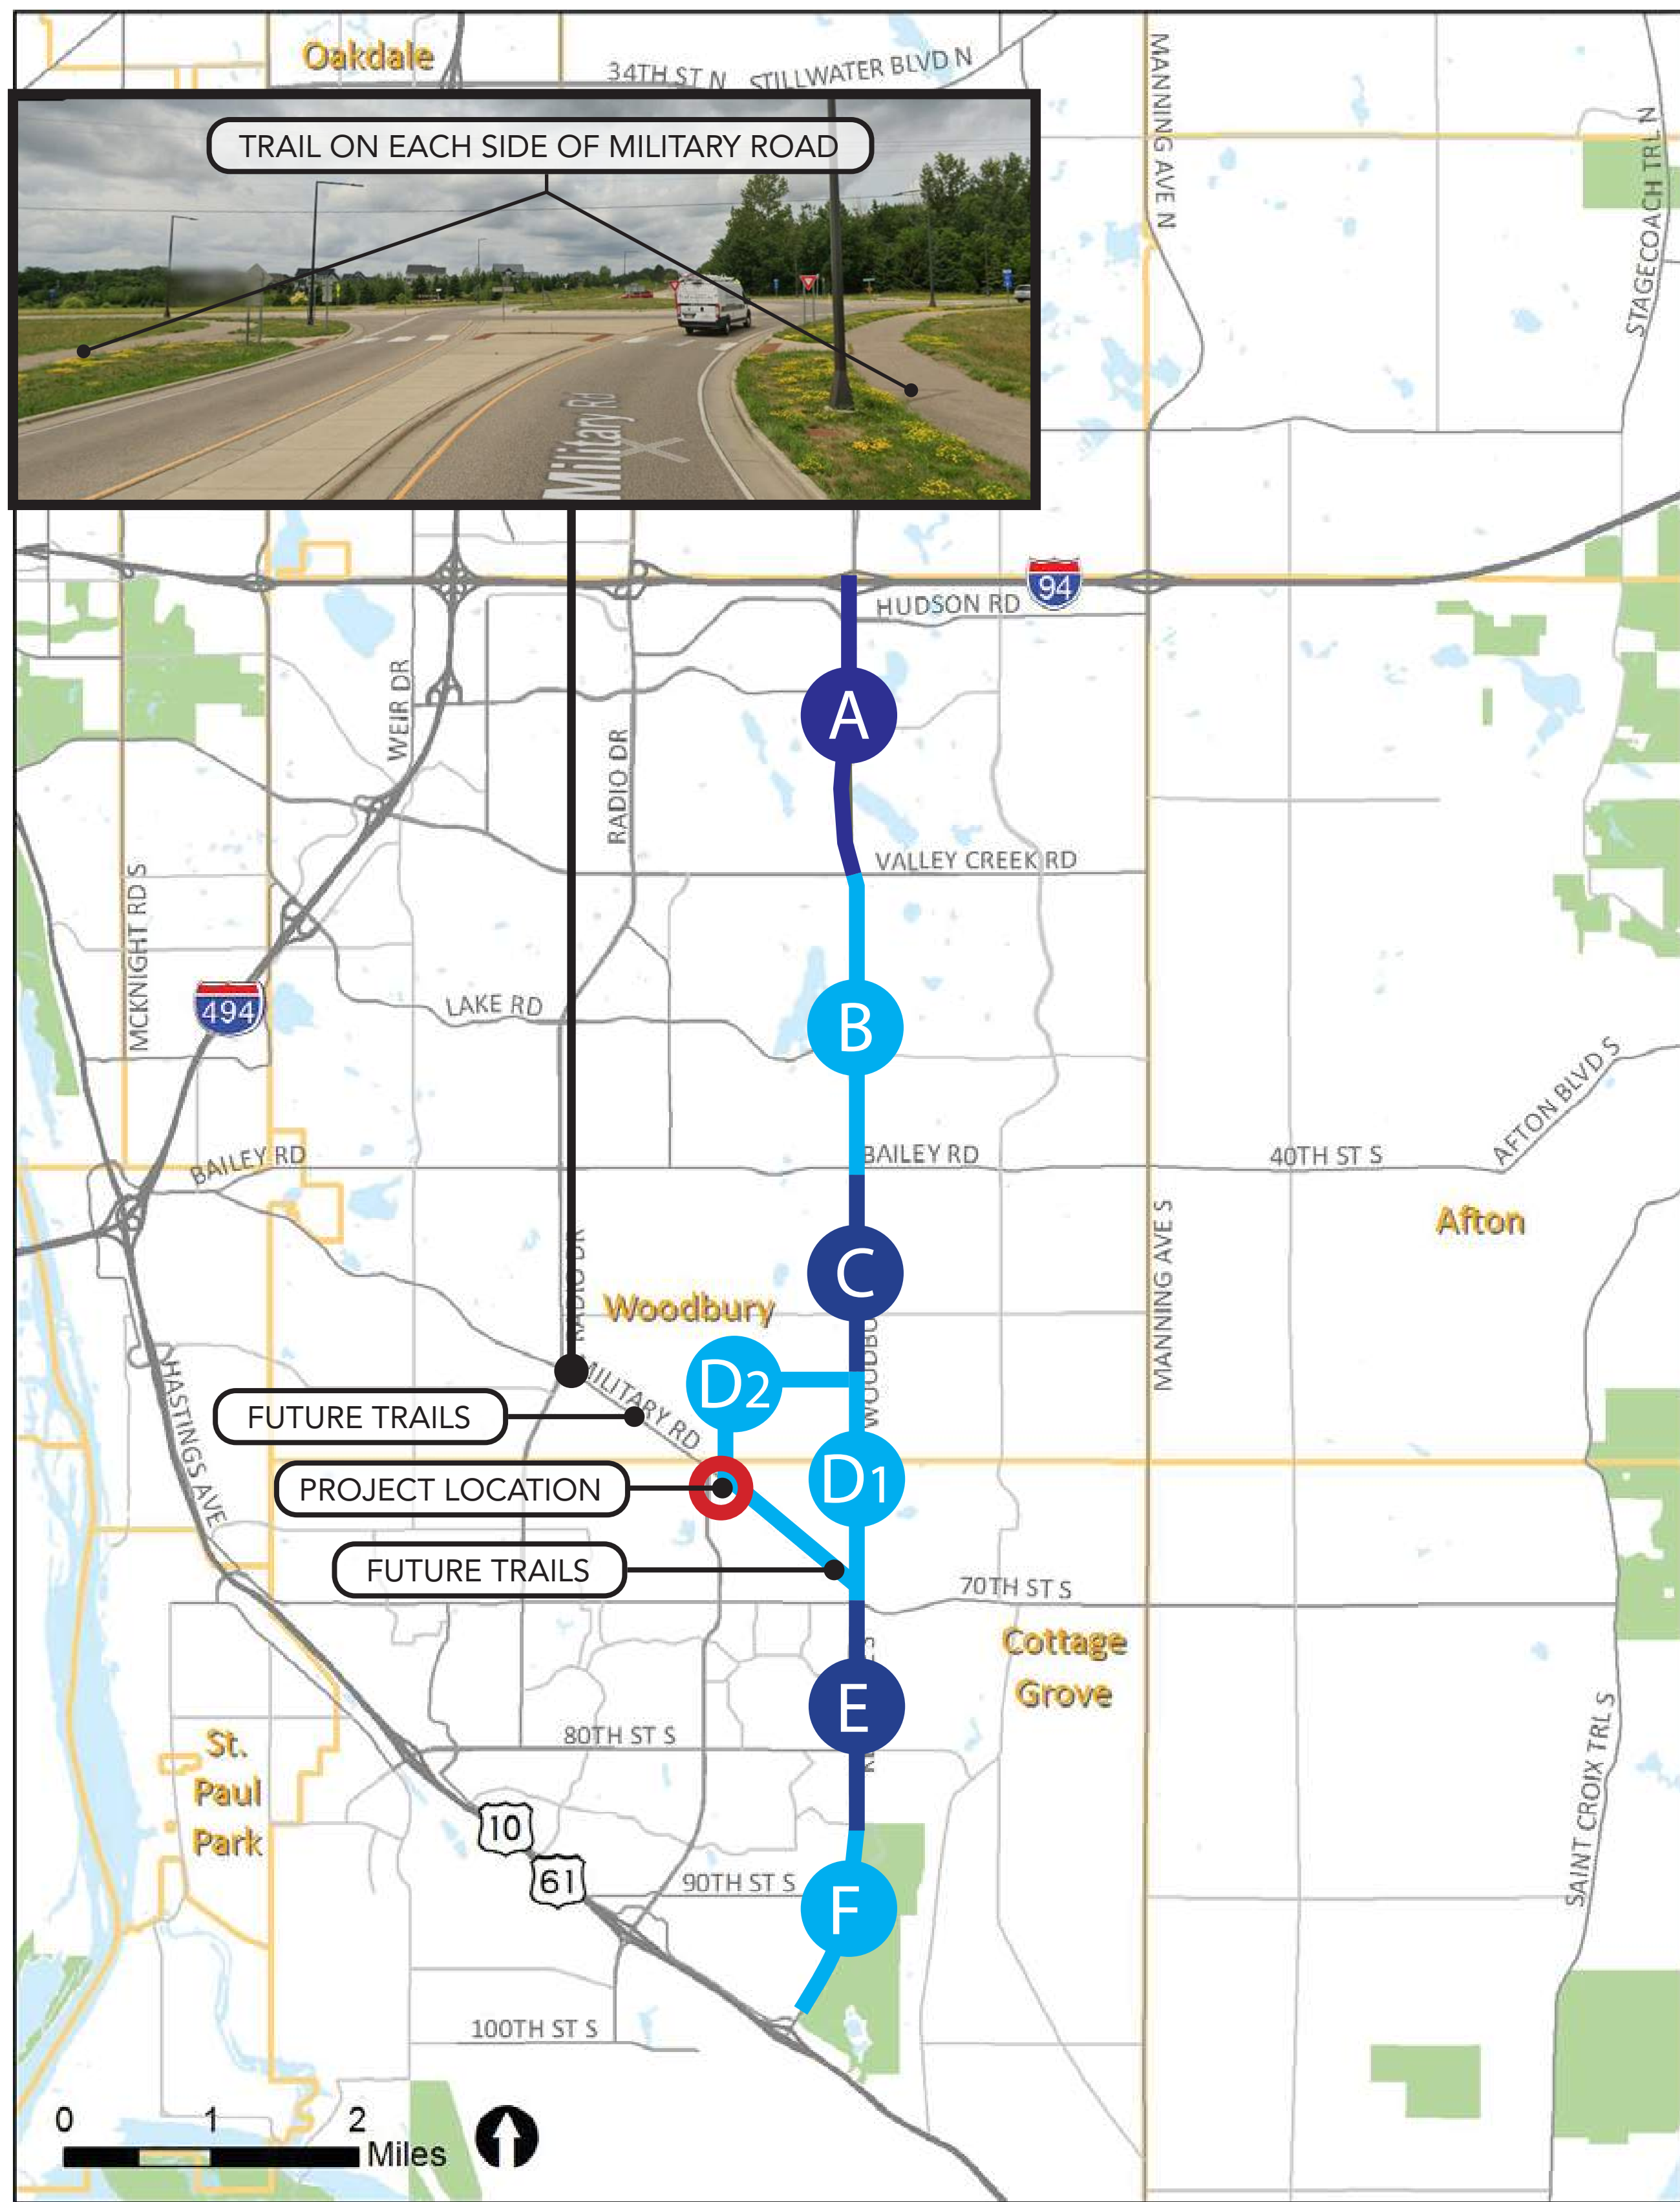 Oakdale
34TH ST N
STILLWATER BLVD N
MANNING AVE N
STAGECOACH TRL N
TRAIL ON EACH SIDE OF MILITARY ROAD
Military Rd
94
HUDSON RD
A
WEIR DR
RADIO DR
VALLEY CREEK RD
MCKNIGHT RD S
494
LAKE RD
B
AFTON BLVD S
BAILEY RD
BAILEY RD
40TH ST S
Afton
MANNING AVE S
RADIO DR
C
Woodbury
D2
MILITARY RD
HASTINGS AVE
FUTURE TRAILS
D1
PROJECT LOCATION
FUTURE TRAILS
70TH ST S
Cottage
Grove
E
80TH ST S
St.
Paul
Park
SAINT CROIX TRL S
10
61
90TH ST S
F
100TH ST S
0 1 2
Miles